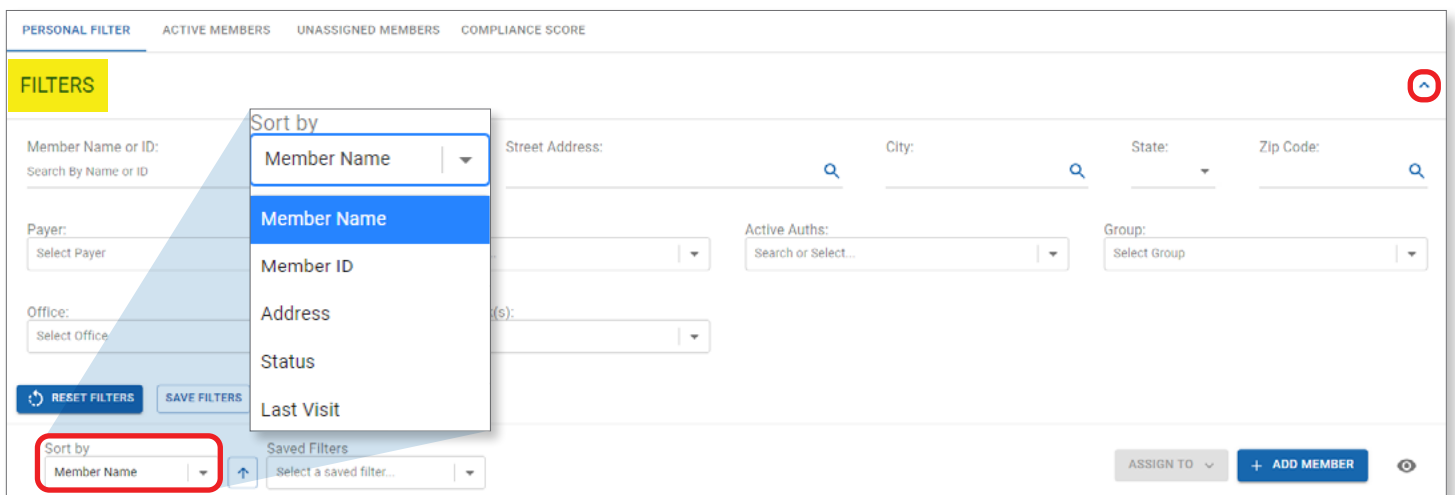 PERSONAL FILTER ACTIVE MEMBERS UNASSIGNED MEMBERS COMPLIANCE SCORE
FILTERS
Member Name or ID: Street Address: City: State: Zip Code:
Search By Name or ID
Sort by
Member Name
Member Name
Member ID
Address
Status
Last Visit
Payer: Active Auths: Group:
Select Payer Search or Select... Select Group
Office: (s):
Select Office
RESET FILTERS SAVE FILTERS
Sort by Saved Filters
Member Name Select a saved filter... ASSIGN TO + ADD MEMBER